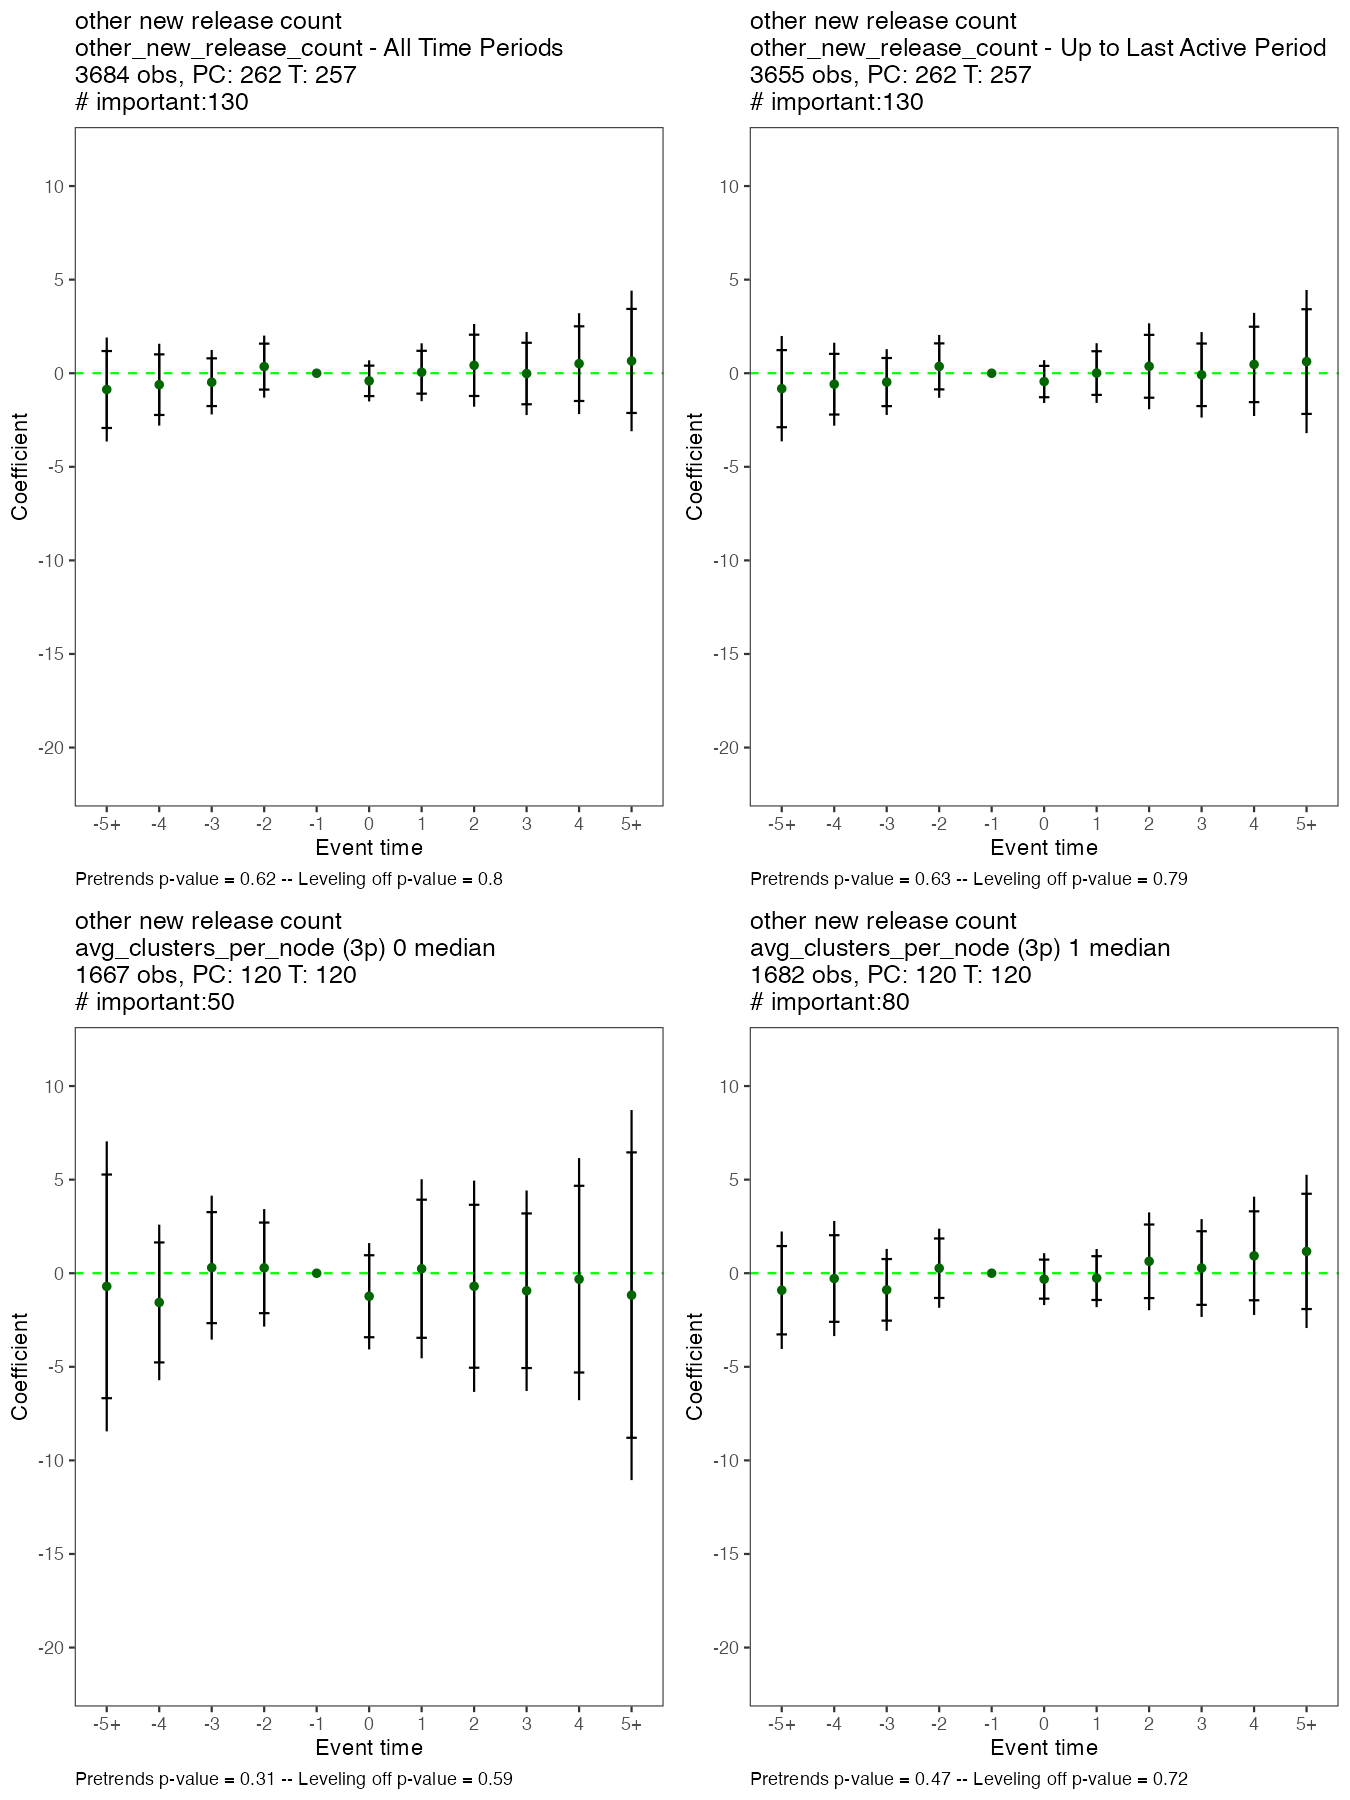 other new release count
other_new_release_count - All Time Periods
3684 obs, PC: 262 T: 257
# important:130
10
5
0
-5
-10
-15
-20
Coefficient
-5+ -4 -3 -2 -1 0 1 2 3 4 5+
Event time
Pretrends p-value = 0.62 -- Leveling off p-value = 0.8
other new release count
other_new_release_count - Up to Last Active Period
3655 obs, PC: 262 T: 257
# important:130
10
5
0
-5
-10
-15
-20
Coefficient
-5+ -4 -3 -2 -1 0 1 2 3 4 5+
Event time
Pretrends p-value = 0.63 -- Leveling off p-value = 0.79
other new release count
avg_clusters_per_node (3p) 0 median
1667 obs, PC: 120 T: 120
# important:50
10
5
0
-5
-10
-15
-20
Coefficient
-5+ -4 -3 -2 -1 0 1 2 3 4 5+
Event time
Pretrends p-value = 0.31 -- Leveling off p-value = 0.59
other new release count
avg_clusters_per_node (3p) 1 median
1682 obs, PC: 120 T: 120
# important:80
10
5
0
-5
-10
-15
-20
Coefficient
-5+ -4 -3 -2 -1 0 1 2 3 4 5+
Event time
Pretrends p-value = 0.47 -- Leveling off p-value = 0.72